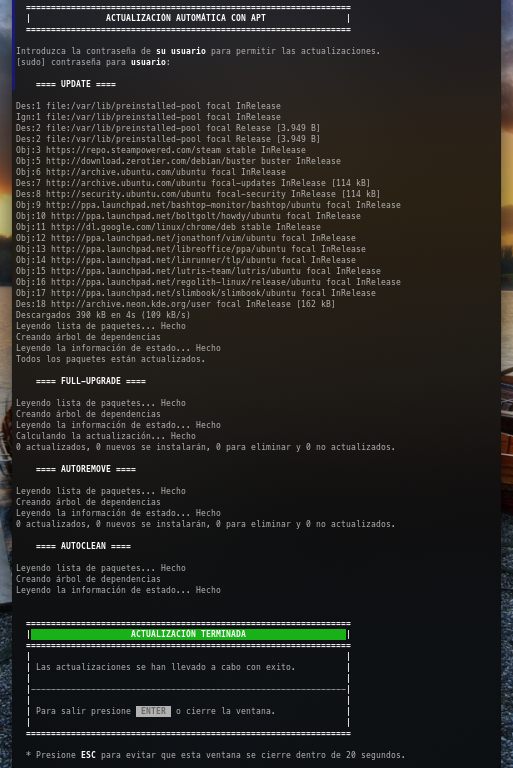 ACTUALIZACIÓN AUTOMÁTICA CON APT
Introduzca la contraseña de su usuario para permitir las actualizaciones.
[sudo] contraseña para usuario:
==== UPDATE ====
Des:1 file:/var/lib/preinstalled-pool focal InRelease
Ign:1 file:/var/lib/preinstalled-pool focal InRelease
Des:2 file:/var/lib/preinstalled-pool focal Release [3.949 B]
Des:2 file:/var/lib/preinstalled-pool focal Release [3.949 B]
Obj:3 https://repo.steampowered.com/steam stable InRelease
Obj:5 http://download.zerotier.com/debian/buster buster InRelease
Obj:6 http://archive.ubuntu.com/ubuntu focal InRelease
Des:7 http://archive.ubuntu.com/ubuntu focal-updates InRelease [114 kB]
Des:8 http://security.ubuntu.com/ubuntu focal-security InRelease [114 kB]
Obj:9 http://ppa.launchpad.net/bashtop-monitor/bashtop/ubuntu focal InRelease
Obj:10 http://ppa.launchpad.net/boltgolt/howdy/ubuntu focal InRelease
Obj:11 http://dl.google.com/linux/chrome/deb stable InRelease
Obj:12 http://ppa.launchpad.net/jonathonf/vim/ubuntu focal InRelease
Obj:13 http://ppa.launchpad.net/libreoffice/ppa/ubuntu focal InRelease
Obj:14 http://ppa.launchpad.net/linrunner/tlp/ubuntu focal InRelease
Obj:15 http://ppa.launchpad.net/lutris-team/lutris/ubuntu focal InRelease
Obj:16 http://ppa.launchpad.net/regolith-linux/release/ubuntu focal InRelease
Obj:17 http://ppa.launchpad.net/slimbook/slimbook/ubuntu focal InRelease
Des:18 http://archive.neon.kde.org/user focal InRelease [162 kB]
Descargados 390 kB en 4s (109 kB/s)
Leyendo lista de paquetes... Hecho
Creando árbol de dependencias
Leyendo la información de estado... Hecho
Todos los paquetes están actualizados.
==== FULL-UPGRADE ====
Leyendo lista de paquetes... Hecho
Creando árbol de dependencias
Leyendo la información de estado... Hecho
Calculando la actualización... Hecho
0 actualizados, 0 nuevos se instalarán, 0 para eliminar y 0 no actualizados.
==== AUTOREMOVE ====
Leyendo lista de paquetes... Hecho
Creando árbol de dependencias
Leyendo la información de estado... Hecho
0 actualizados, 0 nuevos se instalarán, 0 para eliminar y 0 no actualizados.
==== AUTOCLEAN ====
Leyendo lista de paquetes... Hecho
Creando árbol de dependencias
Leyendo la información de estado... Hecho
ACTUALIZACIÓN TERMINADA
Las actualizaciones se han llevado a cabo con exito.
Para salir presione ENTER o cierre la ventana.
* Presione ESC para evitar que esta ventana se cierre dentro de 20 segundos.